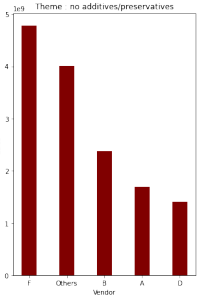 Theme : no additives/preservatives
1e9
5
4
3
2
1
0
F Others B A D
Vendor